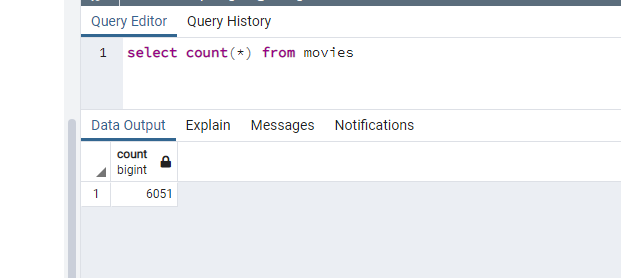 Query Editor Query History
1 select count(*) from movies
Data Output Explain Messages Notifications
count
bigint
1 6051